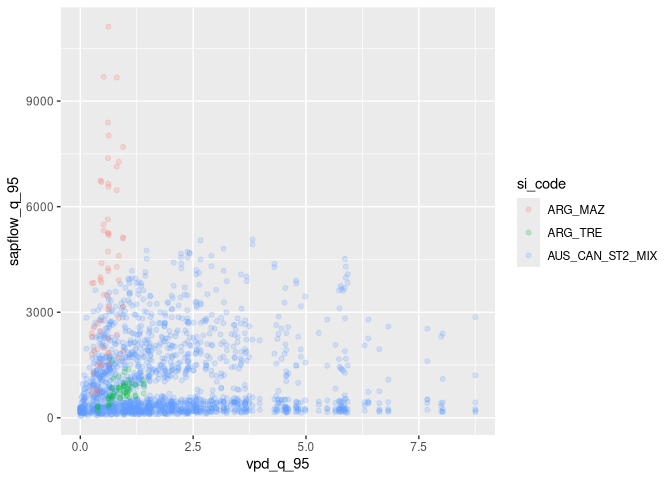 9000
6000
3000
0
sapflow_q_95
0.0
2.5
5.0
7.5
vpd_q_95
si_code
ARG_MAZ
ARG_TRE
AUS_CAN_ST2_MIX